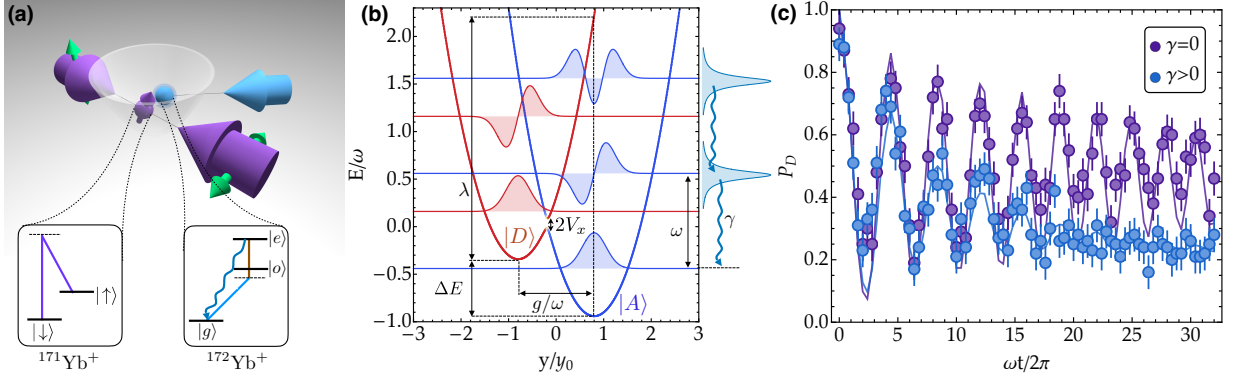 (a)
|↓⟩
|↑⟩
171Yb+
|e⟩
|o⟩
|g⟩
172Yb+
(b)
E/ω
2.0
1.5
1.0
0.5
0.0
−0.5
−1.0
−3
−2
−1
0
1
2
3
y/y0
λ
ΔE
|D⟩
2Vx
g/ω
|A⟩
ω
γ
(c)
PD
1.0
0.8
0.6
0.4
0.2
0.0
0
5
10
15
20
25
30
ωt/2π
γ=0
γ>0